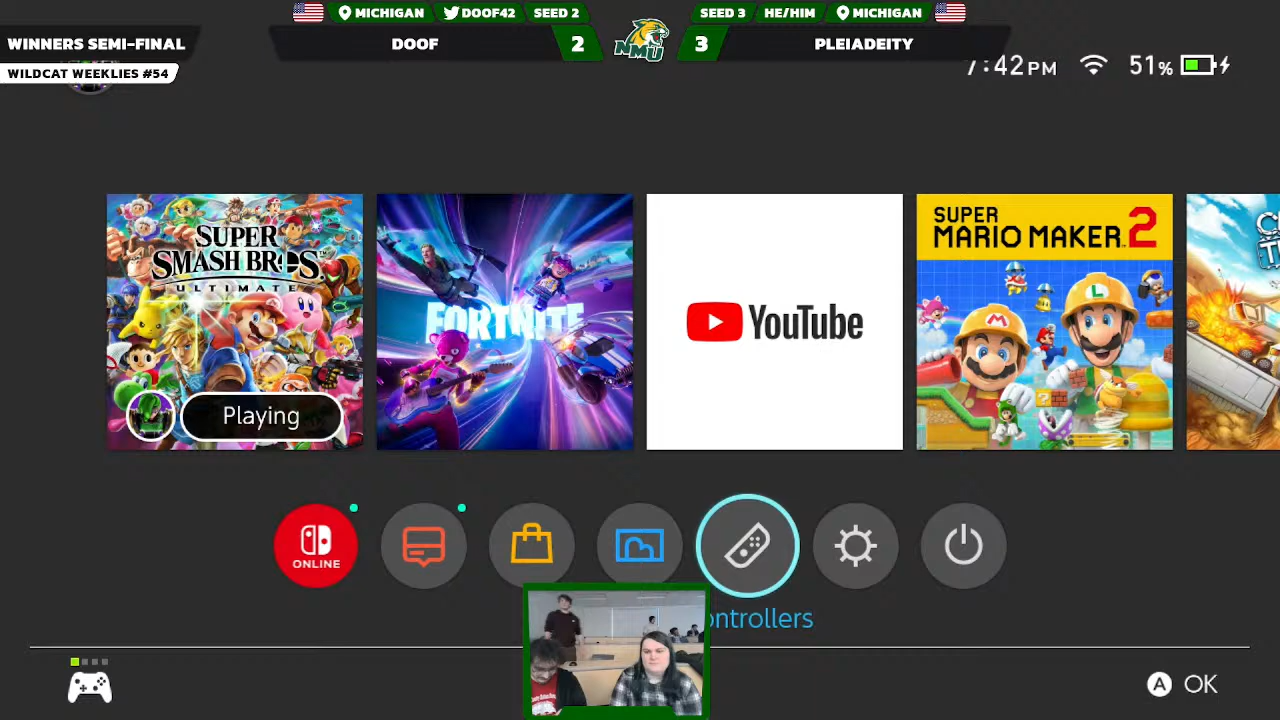 MICHIGAN
DOOF42
SEED 2
SEED 3
HE/HIM
MICHIGAN
WINNERS SEMI-FINAL
DOOF
2
NMU
3
PLEIADEITY
WILDCAT WEEKLIES #54
7:42 PM
51%
SUPER
SMASH BROS.
ULTIMATE
Playing
FORTNITE
YouTube
SUPER
MARIO MAKER 2
ONLINE
ontrollers
A OK